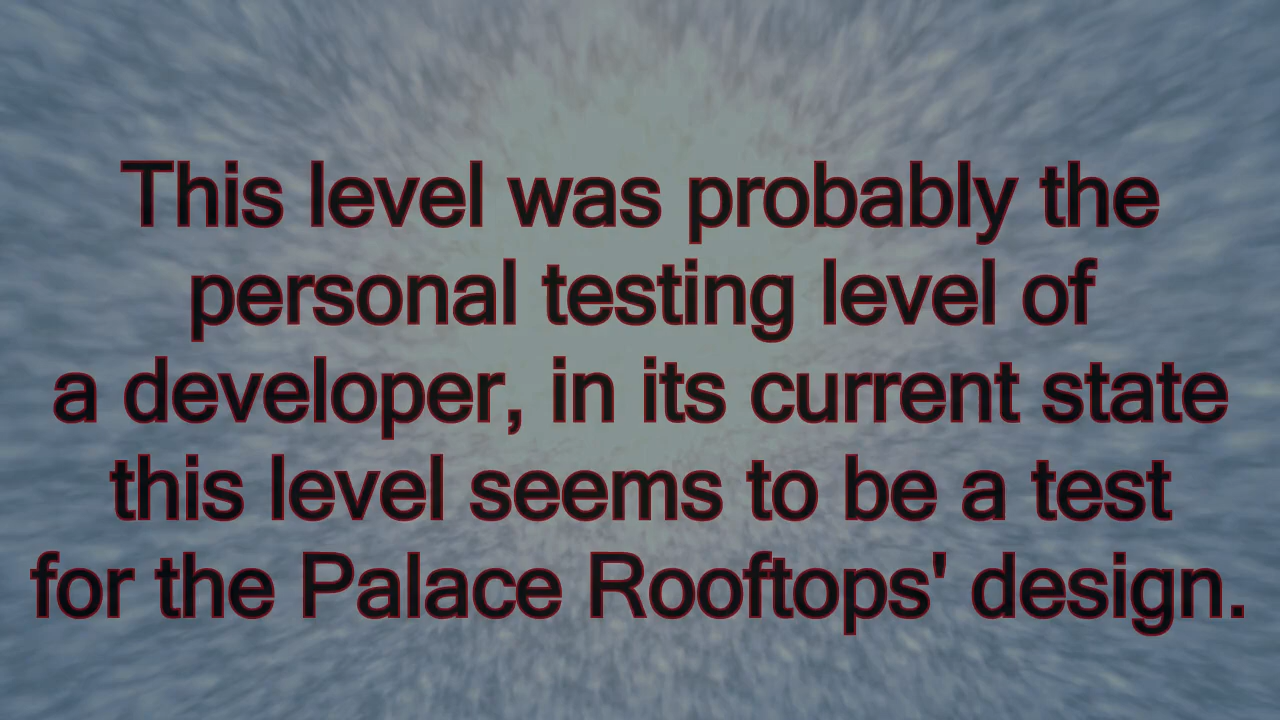 This level was probably the
personal testing level of
a developer, in its current state
this level seems to be a test
for the Palace Rooftops' design.